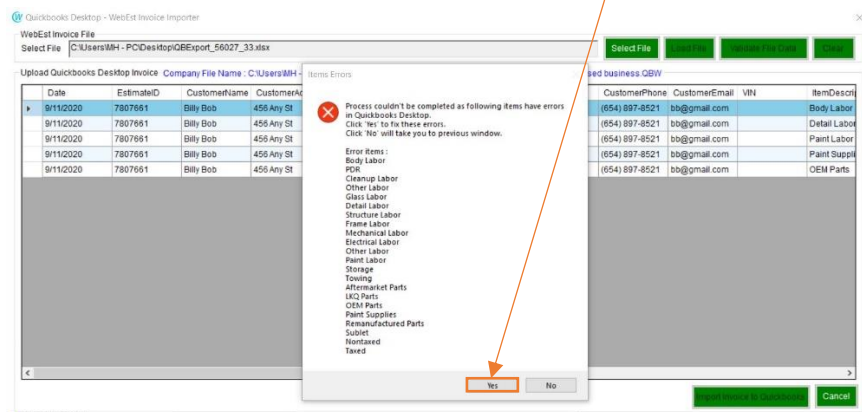 Quickbooks Desktop - WebEst Invoice Importer
WebEst Invoice File
Select File C:\Users\MH - PC\Desktop\QBExport_56027_33.xlsx Select File Load File Validate File Data Clear
Upload Quickbooks Desktop Invoice Company File Name : C:\Users\MH - sed business.QBW
Date EstimateID CustomerName CustomerAd CustomerPhone CustomerEmail VIN ItemDescrip
9/11/2020 7807661 Billy Bob 456 Any St (654) 897-8521 bb@gmail.com Body Labor
9/11/2020 7807661 Billy Bob 456 Any St (654) 897-8521 bb@gmail.com Detail Labor
9/11/2020 7807661 Billy Bob 456 Any St (654) 897-8521 bb@gmail.com Paint Labor
9/11/2020 7807661 Billy Bob 456 Any St (654) 897-8521 bb@gmail.com Paint Suppli
9/11/2020 7807661 Billy Bob 456 Any St (654) 897-8521 bb@gmail.com OEM Parts
Items Errors
Process couldn't be completed as following items have errors
in Quickbooks Desktop.
Click 'Yes' to fix these errors.
Click 'No' will take you to previous window.
Error items :
Body Labor
PDR
Cleanup Labor
Other Labor
Glass Labor
Detail Labor
Structure Labor
Frame Labor
Mechanical Labor
Electrical Labor
Other Labor
Paint Labor
Storage
Towing
Aftermarket Parts
LKQ Parts
OEM Parts
Paint Supplies
Remanufactured Parts
Sublet
Nontaxed
Taxed
Yes No
Import Invoice to Quickbooks Cancel